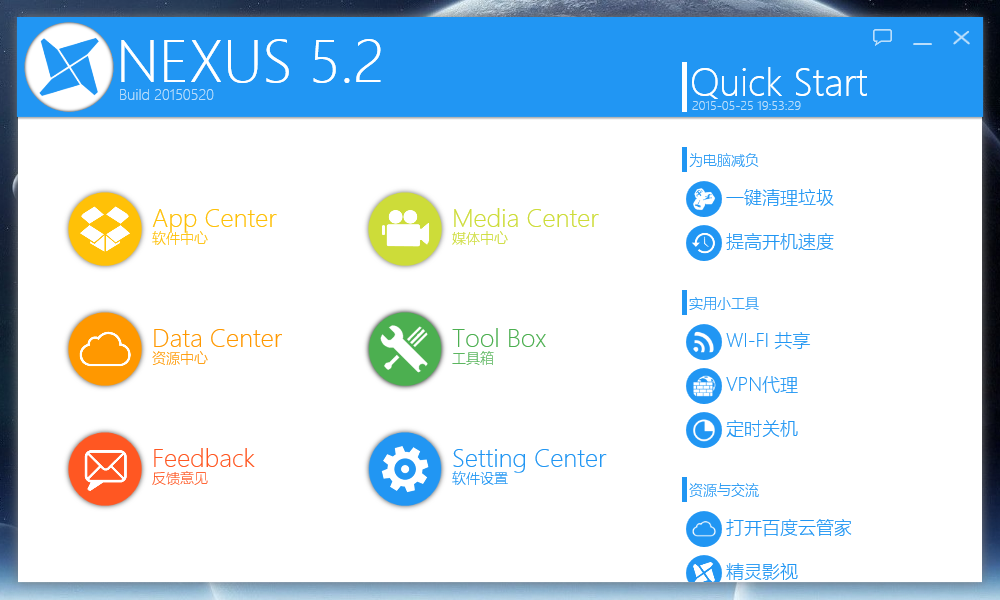 NEXUS 5.2
Build 20150520
Quick Start
2015-05-25 19:53:29
App Center
软件中心
Media Center
媒体中心
Data Center
资源中心
Tool Box
工具箱
Feedback
反馈意见
Setting Center
软件设置
为电脑减负
一键清理垃圾
提高开机速度
实用小工具
WI-FI 共享
VPN代理
定时关机
资源与交流
打开百度云管家
精灵影视